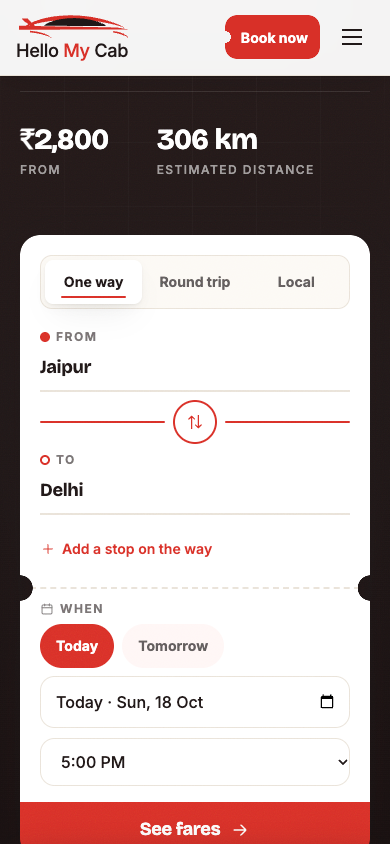 Hello My Cab
Book now
₹2,800
FROM
306 km
ESTIMATED DISTANCE
One way
Round trip
Local
FROM
Jaipur
TO
Delhi
+ Add a stop on the way
WHEN
Today
Tomorrow
Today · Sun, 18 Oct
5:00 PM
See fares →